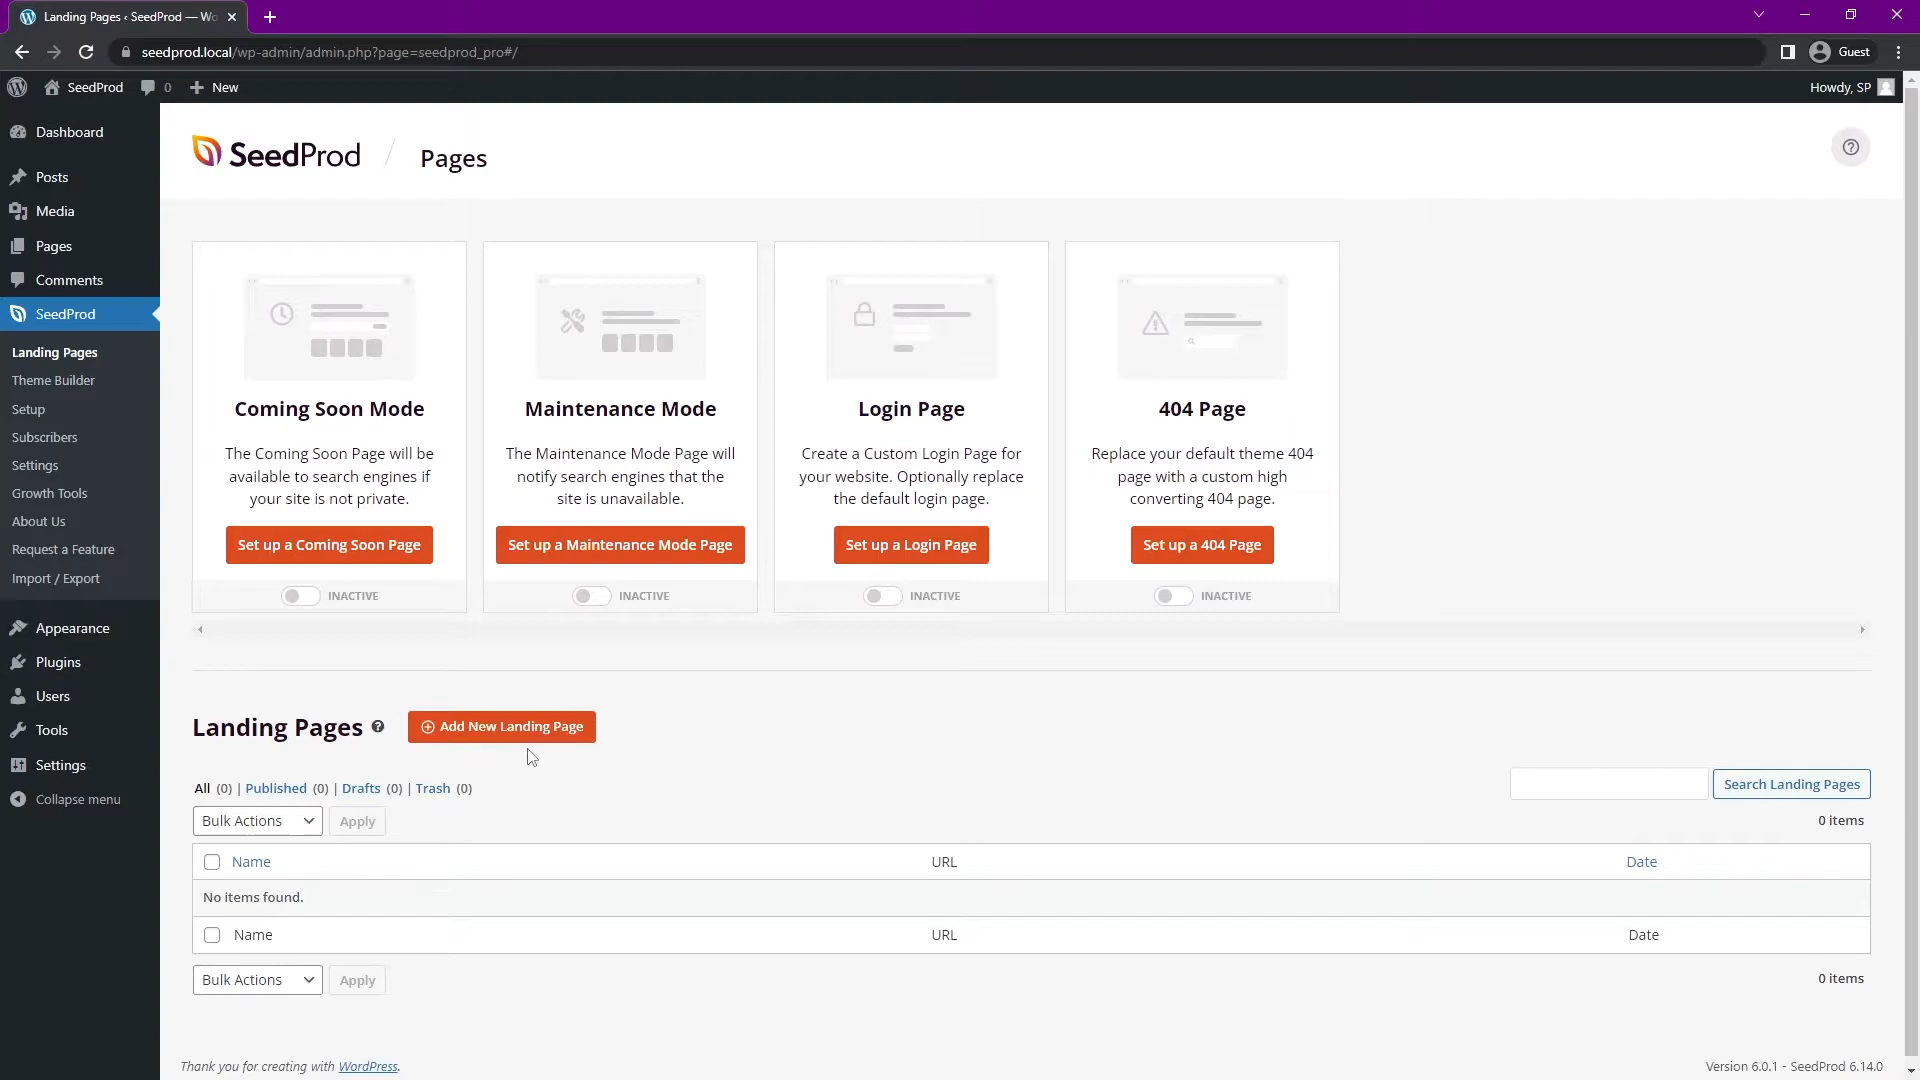 Landing Pages ‹ SeedProd — Wo
seedprod.local/wp-admin/admin.php?page=seedprod_pro#/
Guest
SeedProd
0
New
Howdy, SP
Dashboard
Posts
Media
Pages
Comments
SeedProd
Landing Pages
Theme Builder
Setup
Subscribers
Settings
Growth Tools
About Us
Request a Feature
Import / Export
Appearance
Plugins
Users
Tools
Settings
Collapse menu
SeedProd / Pages
Coming Soon Mode
The Coming Soon Page will be
available to search engines if
your site is not private.
Set up a Coming Soon Page
INACTIVE
Maintenance Mode
The Maintenance Mode Page will
notify search engines that the
site is unavailable.
Set up a Maintenance Mode Page
INACTIVE
Login Page
Create a Custom Login Page for
your website. Optionally replace
the default login page.
Set up a Login Page
INACTIVE
404 Page
Replace your default theme 404
page with a custom high
converting 404 page.
Set up a 404 Page
INACTIVE
Landing Pages
Add New Landing Page
All (0) | Published (0) | Drafts (0) | Trash (0)
Search Landing Pages
Bulk Actions
Apply
0 items
Name URL Date
No items found.
Name URL Date
Bulk Actions
Apply
0 items
Thank you for creating with WordPress.
Version 6.0.1 - SeedProd 6.14.0